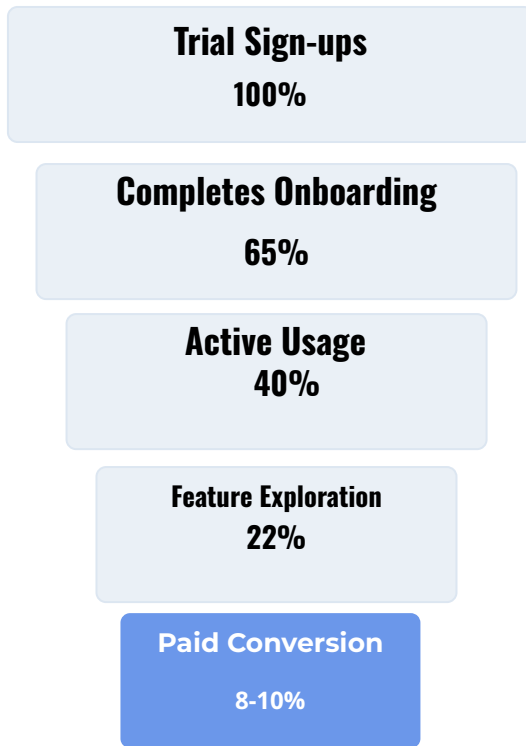 Trial Sign-ups
100%
Completes Onboarding
65%
Active Usage
40%
Feature Exploration
22%
Paid Conversion
8-10%